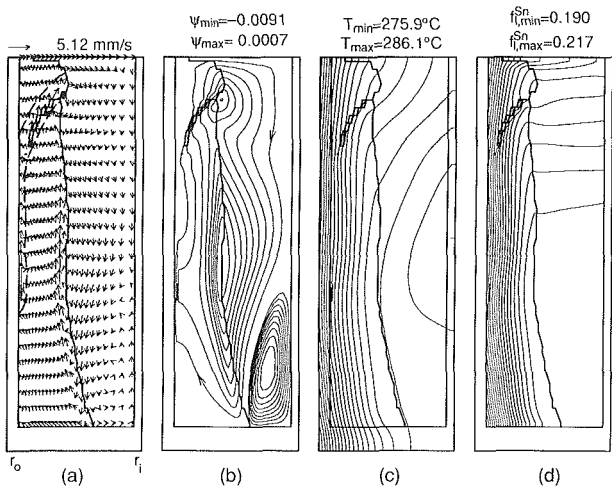 5.12 mm/s
ψmin=−0.0091
ψmax= 0.0007
Tmin=275.9°C
Tmax=286.1°C
fl,minSn=0.190
fl,maxSn=0.217
ro
ri
(a)
(b)
(c)
(d)